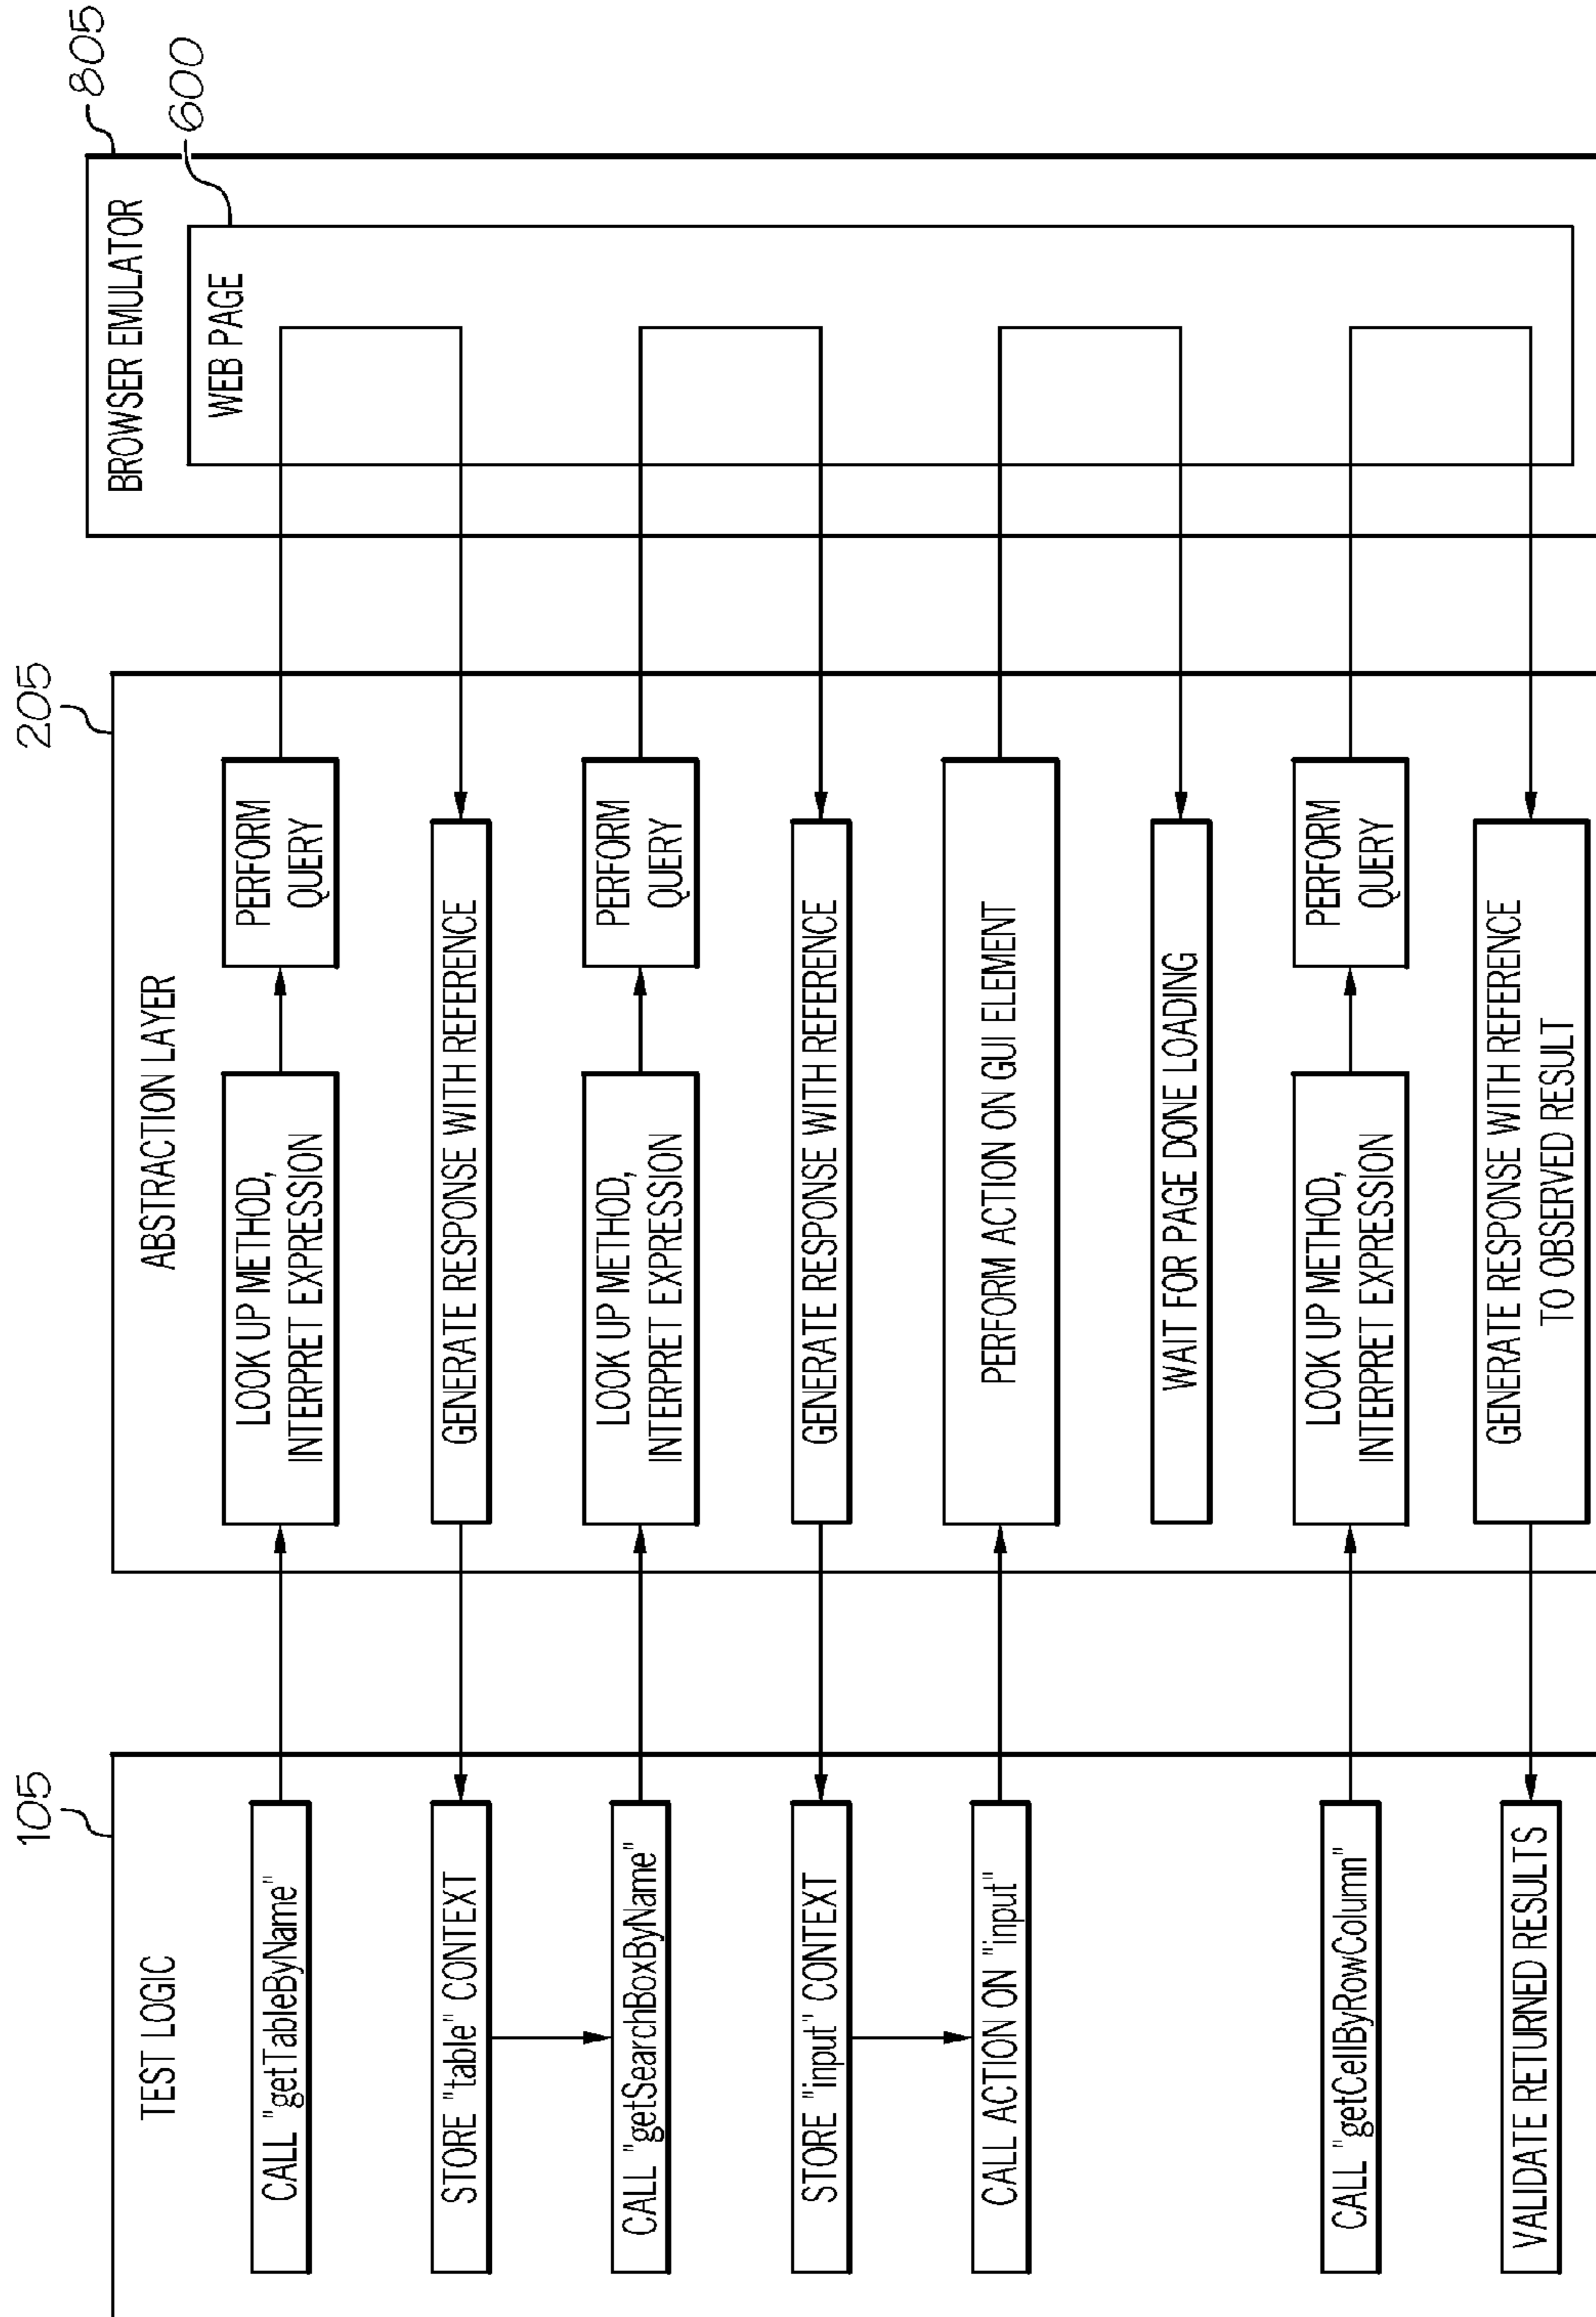 105
TEST LOGIC
CALL "getTableByName"
STORE "table" CONTEXT
CALL "getSearchBoxByName"
STORE "input" CONTEXT
CALL ACTION ON "input"
CALL "getCellByRowColumn"
VALIDATE RETURNED RESULTS
205
ABSTRACTION LAYER
LOOK UP METHOD,
INTERPRET EXPRESSION
PERFORM
QUERY
GENERATE RESPONSE WITH REFERENCE
LOOK UP METHOD,
INTERPRET EXPRESSION
PERFORM
QUERY
GENERATE RESPONSE WITH REFERENCE
PERFORM ACTION ON GUI ELEMENT
WAIT FOR PAGE DONE LOADING
LOOK UP METHOD,
INTERPRET EXPRESSION
PERFORM
QUERY
GENERATE RESPONSE WITH REFERENCE
TO OBSERVED RESULT
805
BROWSER EMULATOR
600
WEB PAGE